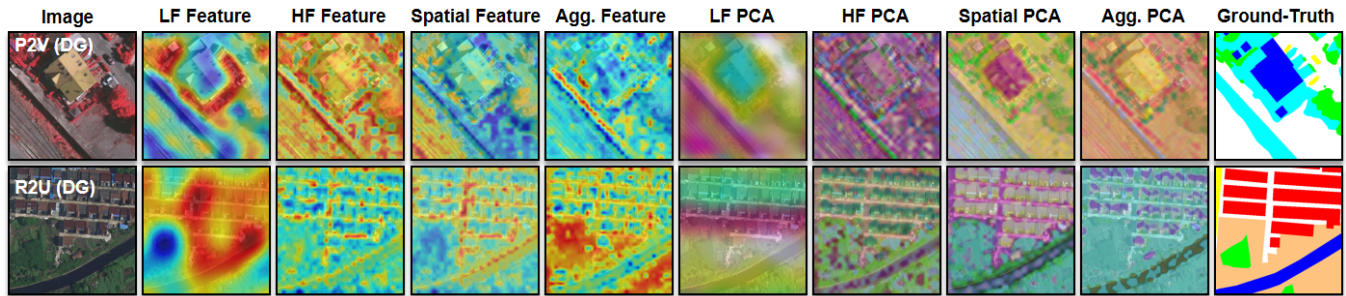 Image LF Feature HF Feature Spatial Feature Agg. Feature LF PCA HF PCA Spatial PCA Agg. PCA Ground-Truth
P2V (DG)
R2U (DG)